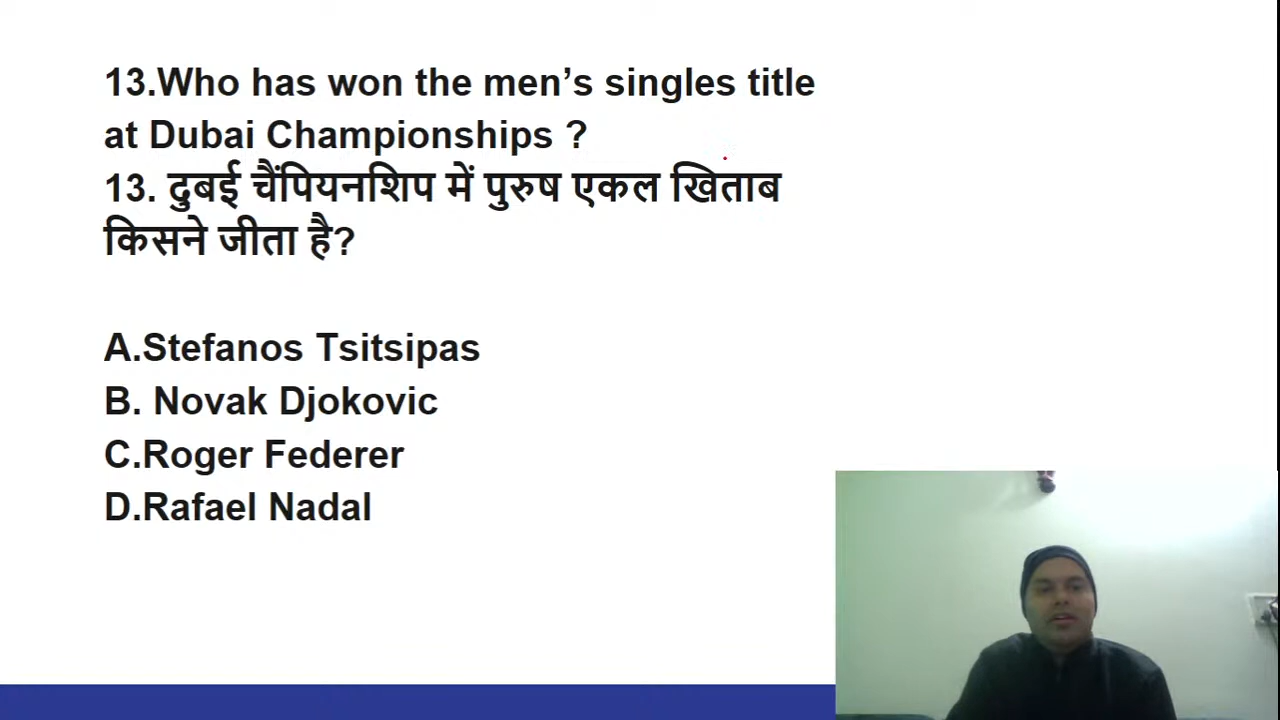 13.Who has won the men’s singles title
at Dubai Championships ?
13. दुबई चैंपियनशिप में पुरुष एकल खिताब
किसने जीता है?
A.Stefanos Tsitsipas
B. Novak Djokovic
C.Roger Federer
D.Rafael Nadal